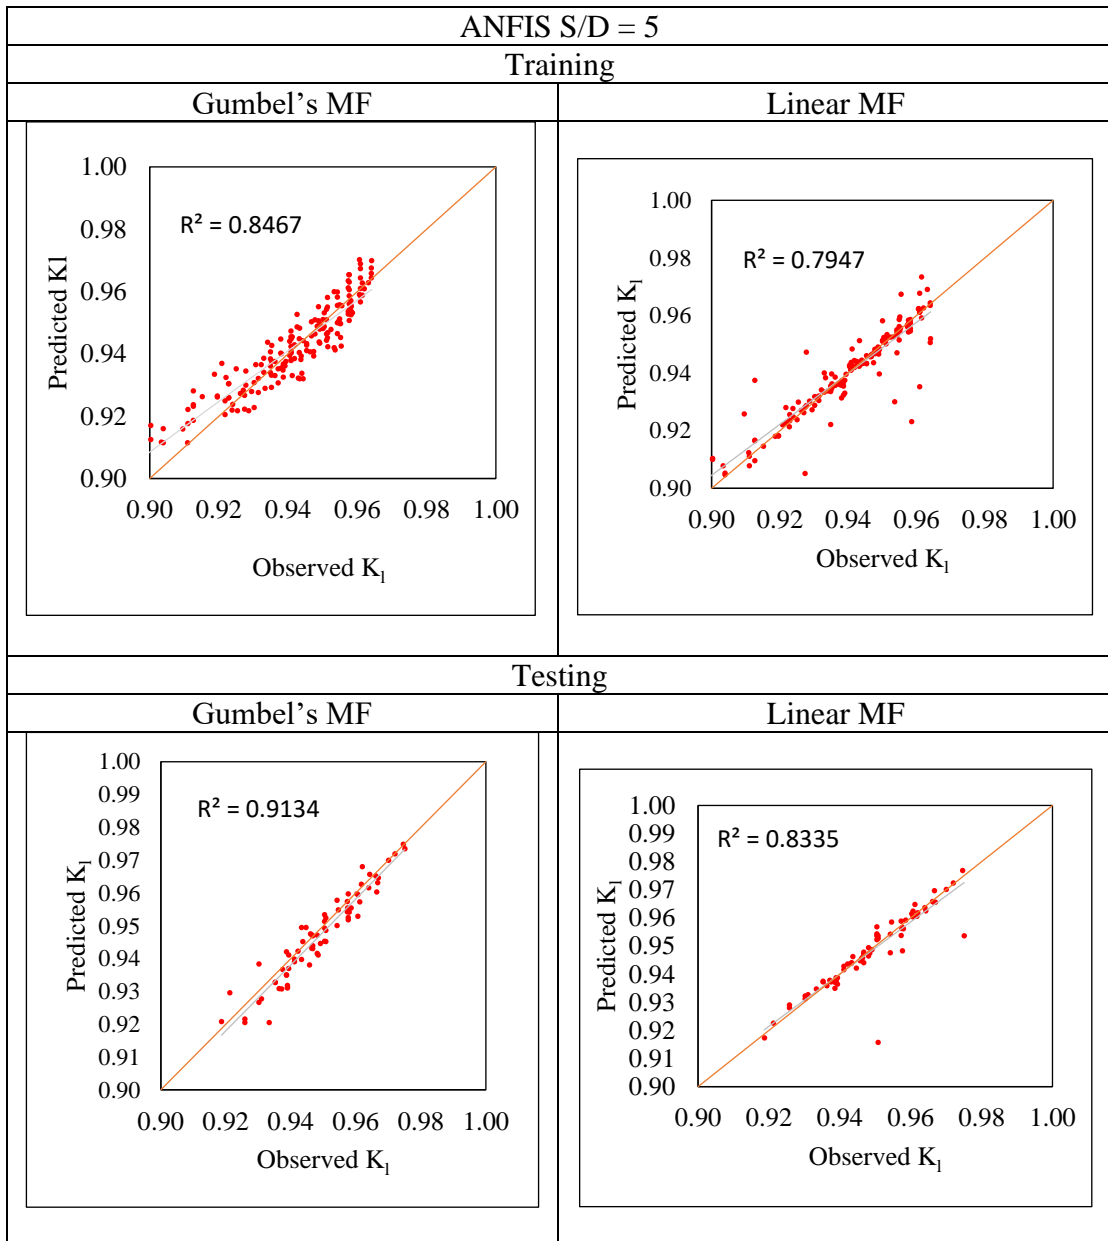 ANFIS S/D = 5
Training
Gumbel’s MF
Linear MF
1.00
0.98
0.96
0.94
0.92
0.90
Predicted Kl
R² = 0.8467
0.90 0.92 0.94 0.96 0.98 1.00
Observed Kl
1.00
0.98
0.96
0.94
0.92
0.90
Predicted Kl
R² = 0.7947
0.90 0.92 0.94 0.96 0.98 1.00
Observed Kl
Testing
Gumbel’s MF
Linear MF
1.00
0.99
0.98
0.97
0.96
0.95
0.94
0.93
0.92
0.91
0.90
Predicted Kl
R² = 0.9134
0.90 0.92 0.94 0.96 0.98 1.00
Observed Kl
1.00
0.99
0.98
0.97
0.96
0.95
0.94
0.93
0.92
0.91
0.90
Predicted Kl
R² = 0.8335
0.90 0.92 0.94 0.96 0.98 1.00
Observed Kl